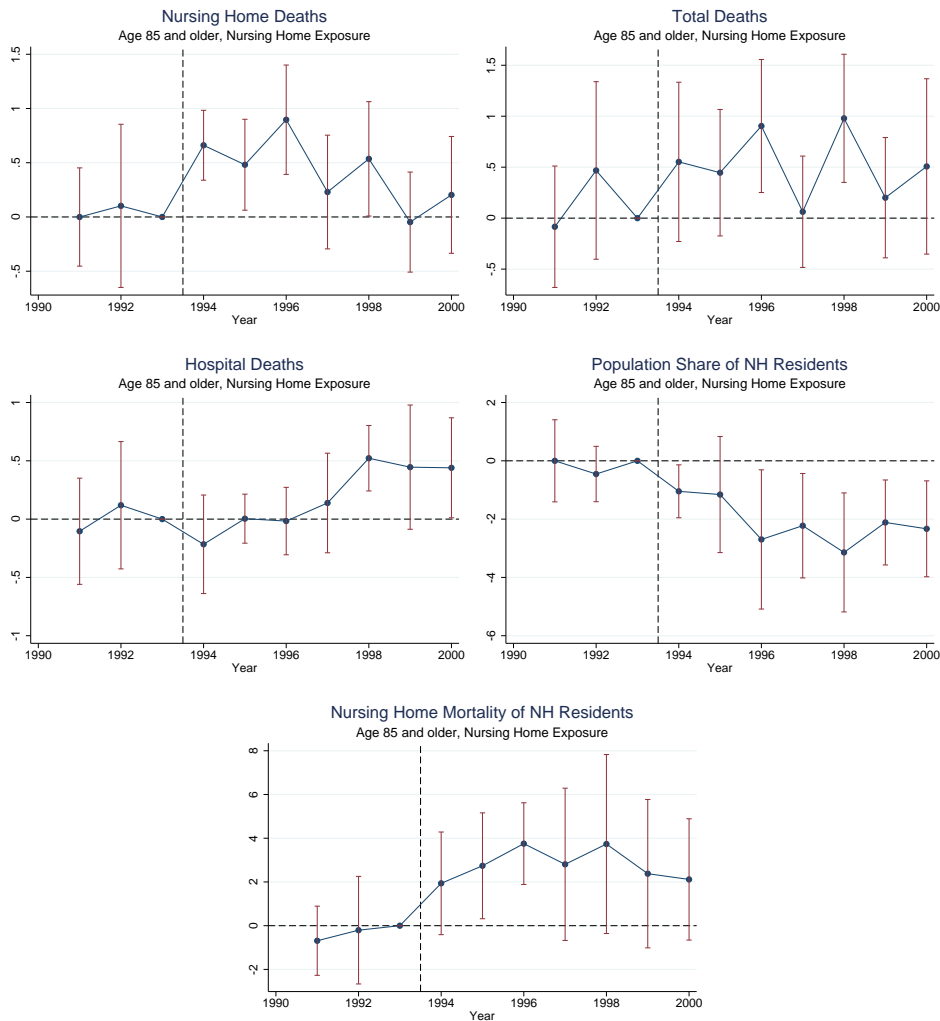 Nursing Home Deaths
Age 85 and older, Nursing Home Exposure
1.5
1
.5
0
-.5
1990 1992 1994 1996 1998 2000
Year
Total Deaths
Age 85 and older, Nursing Home Exposure
1.5
1
.5
0
-.5
1990 1992 1994 1996 1998 2000
Year
Hospital Deaths
Age 85 and older, Nursing Home Exposure
1
.5
0
-.5
-1
1990 1992 1994 1996 1998 2000
Year
Population Share of NH Residents
Age 85 and older, Nursing Home Exposure
2
0
-2
-4
-6
1990 1992 1994 1996 1998 2000
Year
Nursing Home Mortality of NH Residents
Age 85 and older, Nursing Home Exposure
8
6
4
2
0
-2
1990 1992 1994 1996 1998 2000
Year